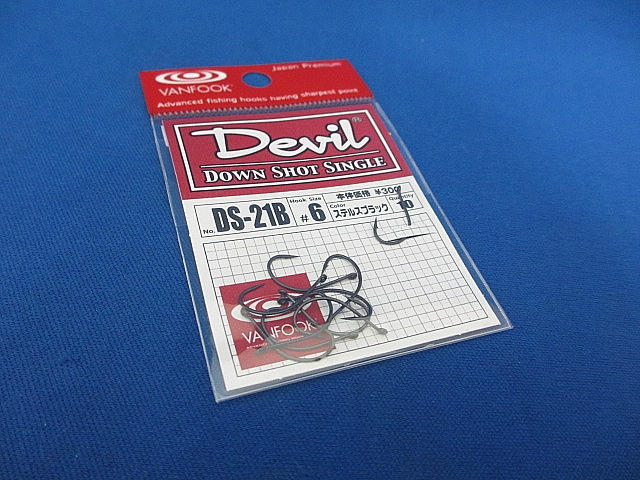 Japan Premium
VANFOOK®
Advanced fishing hooks having sharpest point
Devil®
DOWN SHOT SINGLE
No. DS-21B
Hook Size
#6
本体価格 ¥300
Color
ステルスブラック
Quantity
10
VANFOOK